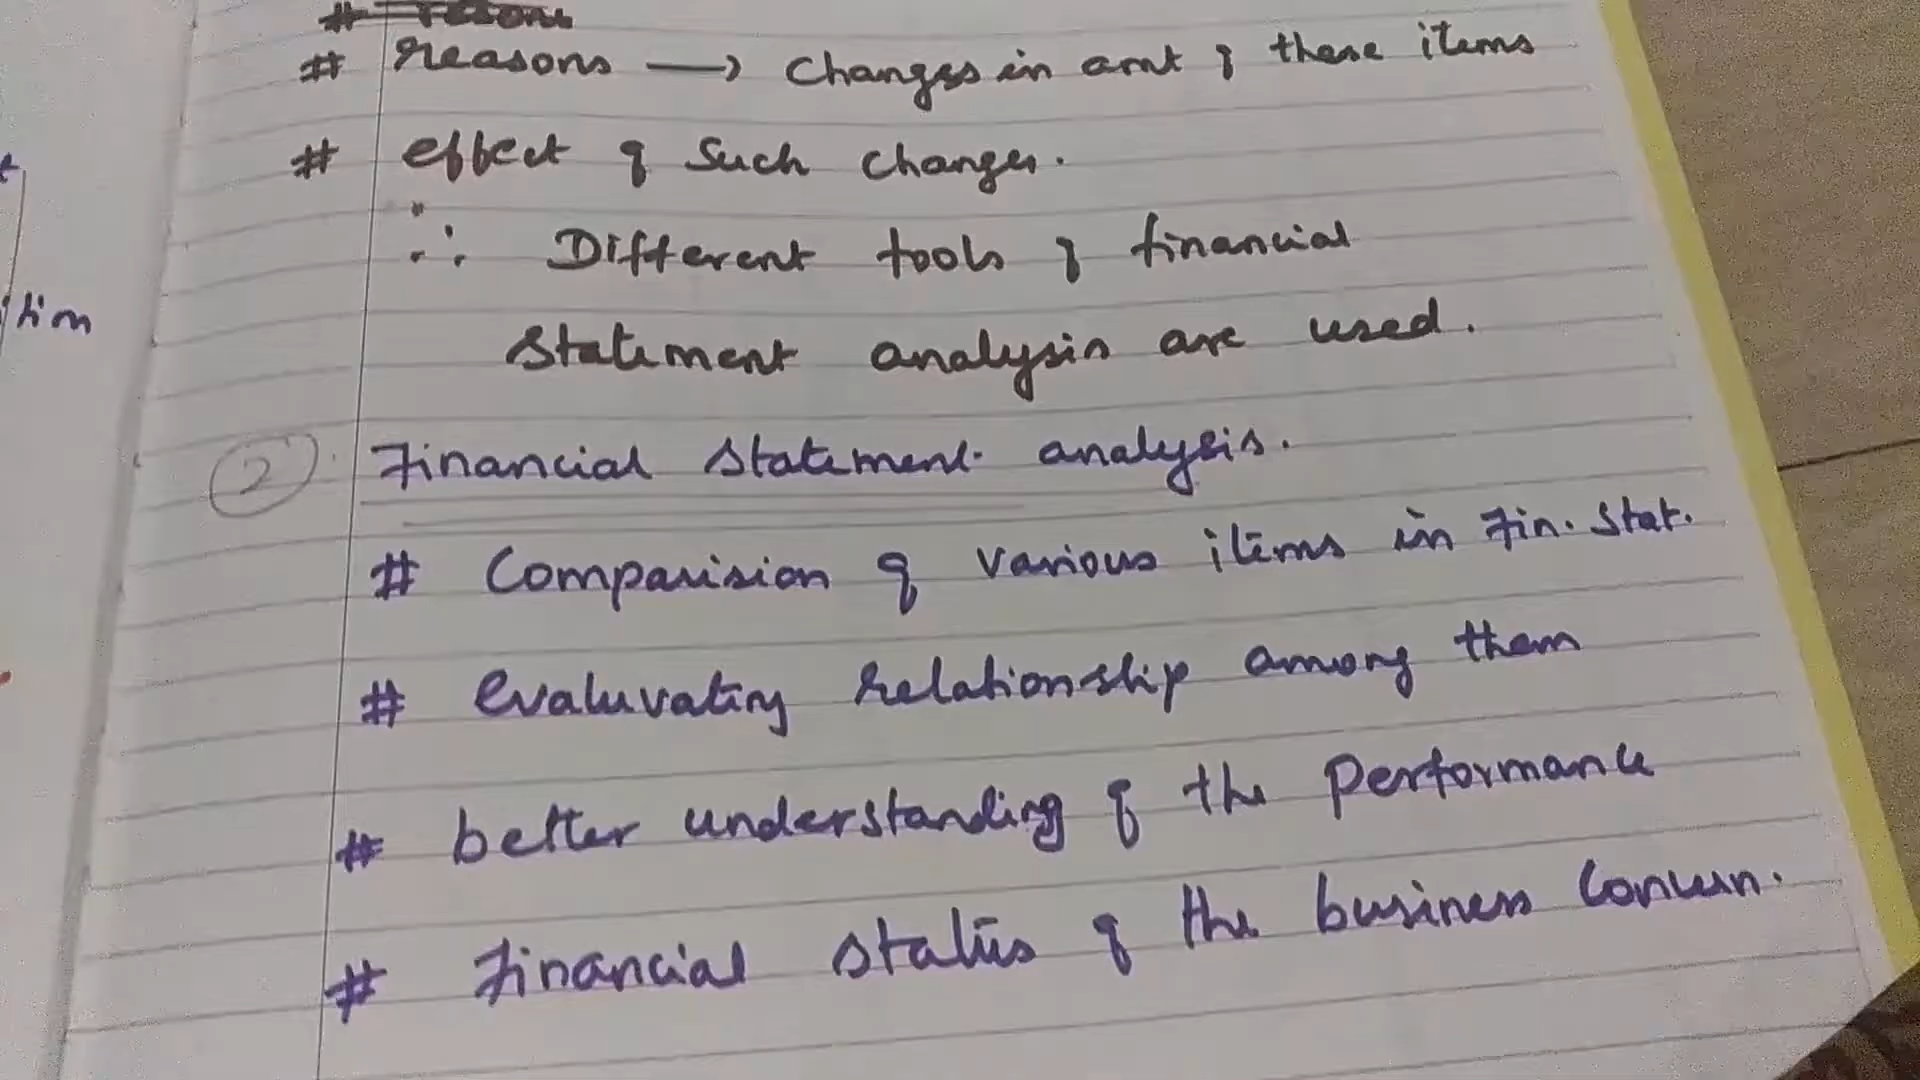 # reasons → Changes in amt of these items
# effect of such changes.
∴ Different tools of financial
statement analysis are used.
2 Financial statement analysis.
# Comparision of various items in Fin. Stat.
# evaluvating relationship among them
# better understanding of the performance
# Financial status of the business concern.